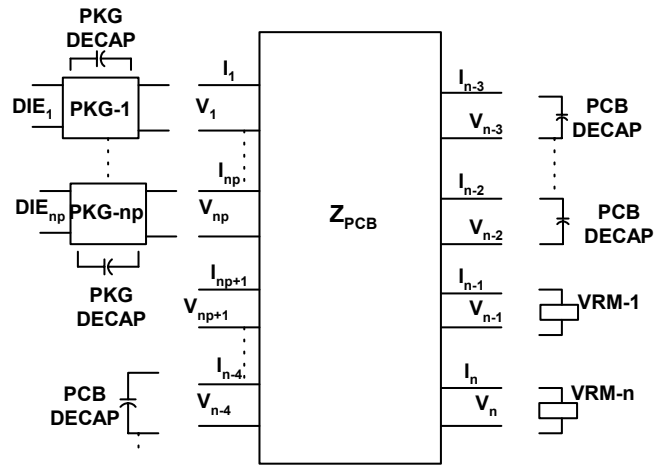 PKG
DECAP
DIE1
PKG-1
I1
V1
DIEnp
PKG-np
Inp
Vnp
PKG
DECAP
Inp+1
Vnp+1
PCB
DECAP
In-4
Vn-4
ZPCB
In-3
Vn-3
PCB
DECAP
In-2
Vn-2
PCB
DECAP
In-1
Vn-1
VRM-1
In
Vn
VRM-n